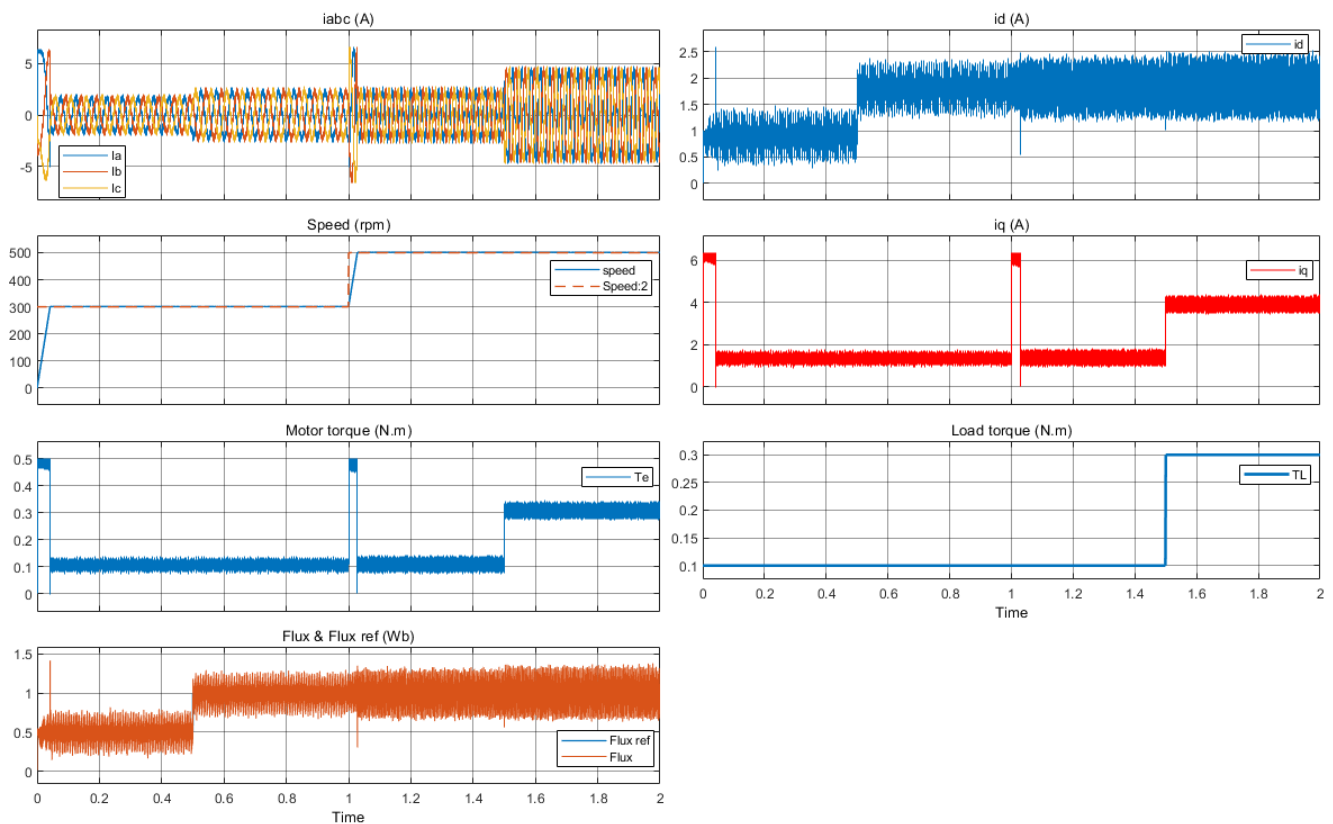 iabc (A)
5
0
-5
Ia
Ib
Ic
id (A)
2.5
2
1.5
1
0.5
0
id
Speed (rpm)
500
400
300
200
100
0
speed
Speed:2
iq (A)
6
4
2
0
iq
Motor torque (N.m)
0.5
0.4
0.3
0.2
0.1
0
Te
Load torque (N.m)
0.3
0.25
0.2
0.15
0.1
TL
0 0.2 0.4 0.6 0.8 1 1.2 1.4 1.6 1.8 2
Time
Flux & Flux ref (Wb)
1.5
1
0.5
0
Flux ref
Flux
0 0.2 0.4 0.6 0.8 1 1.2 1.4 1.6 1.8 2
Time